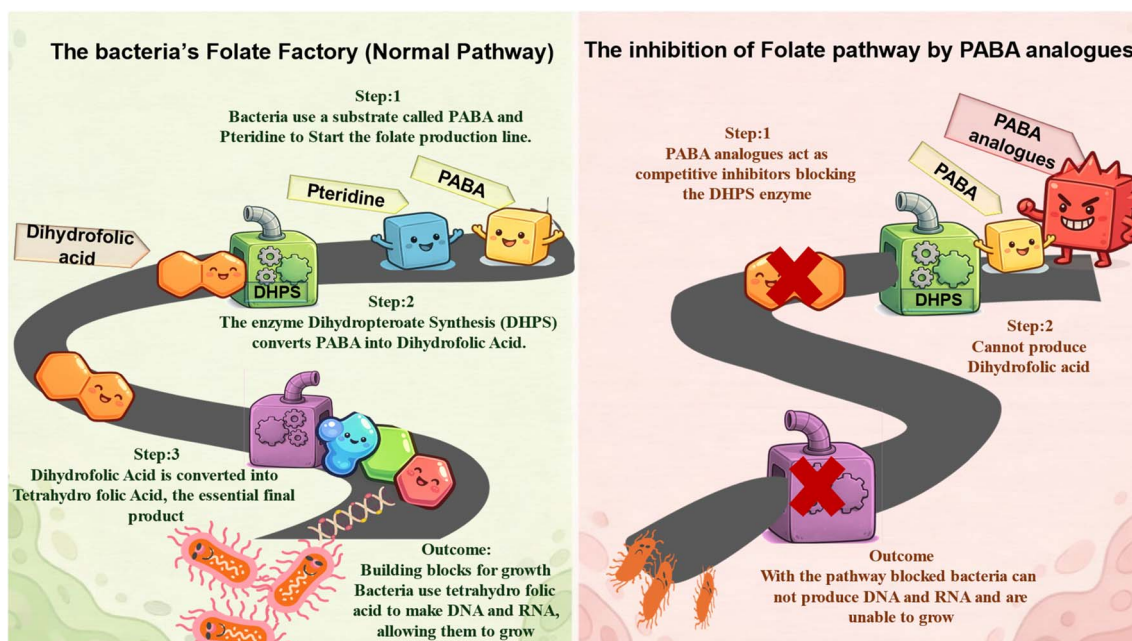 The bacteria's Folate Factory (Normal Pathway)
Step:1
Bacteria use a substrate called PABA and
Pteridine to Start the folate production line.
PABA
Pteridine
Dihydrofolic
acid
DHPS
Step:2
The enzyme Dihydropteroate Synthesis (DHPS)
converts PABA into Dihydrofolic Acid.
Step:3
Dihydrofolic Acid is converted into
Tetrahydro folic Acid, the essential final
product
Outcome:
Building blocks for growth
Bacteria use tetrahydro folic
acid to make DNA and RNA,
allowing them to grow
The inhibition of Folate pathway by PABA analogues
Step:1
PABA analogues act as
competitive inhibitors blocking
the DHPS enzyme
PABA
analogues
PABA
DHPS
Step:2
Cannot produce
Dihydrofolic acid
Outcome
With the pathway blocked bacteria can
not produce DNA and RNA and are
unable to grow